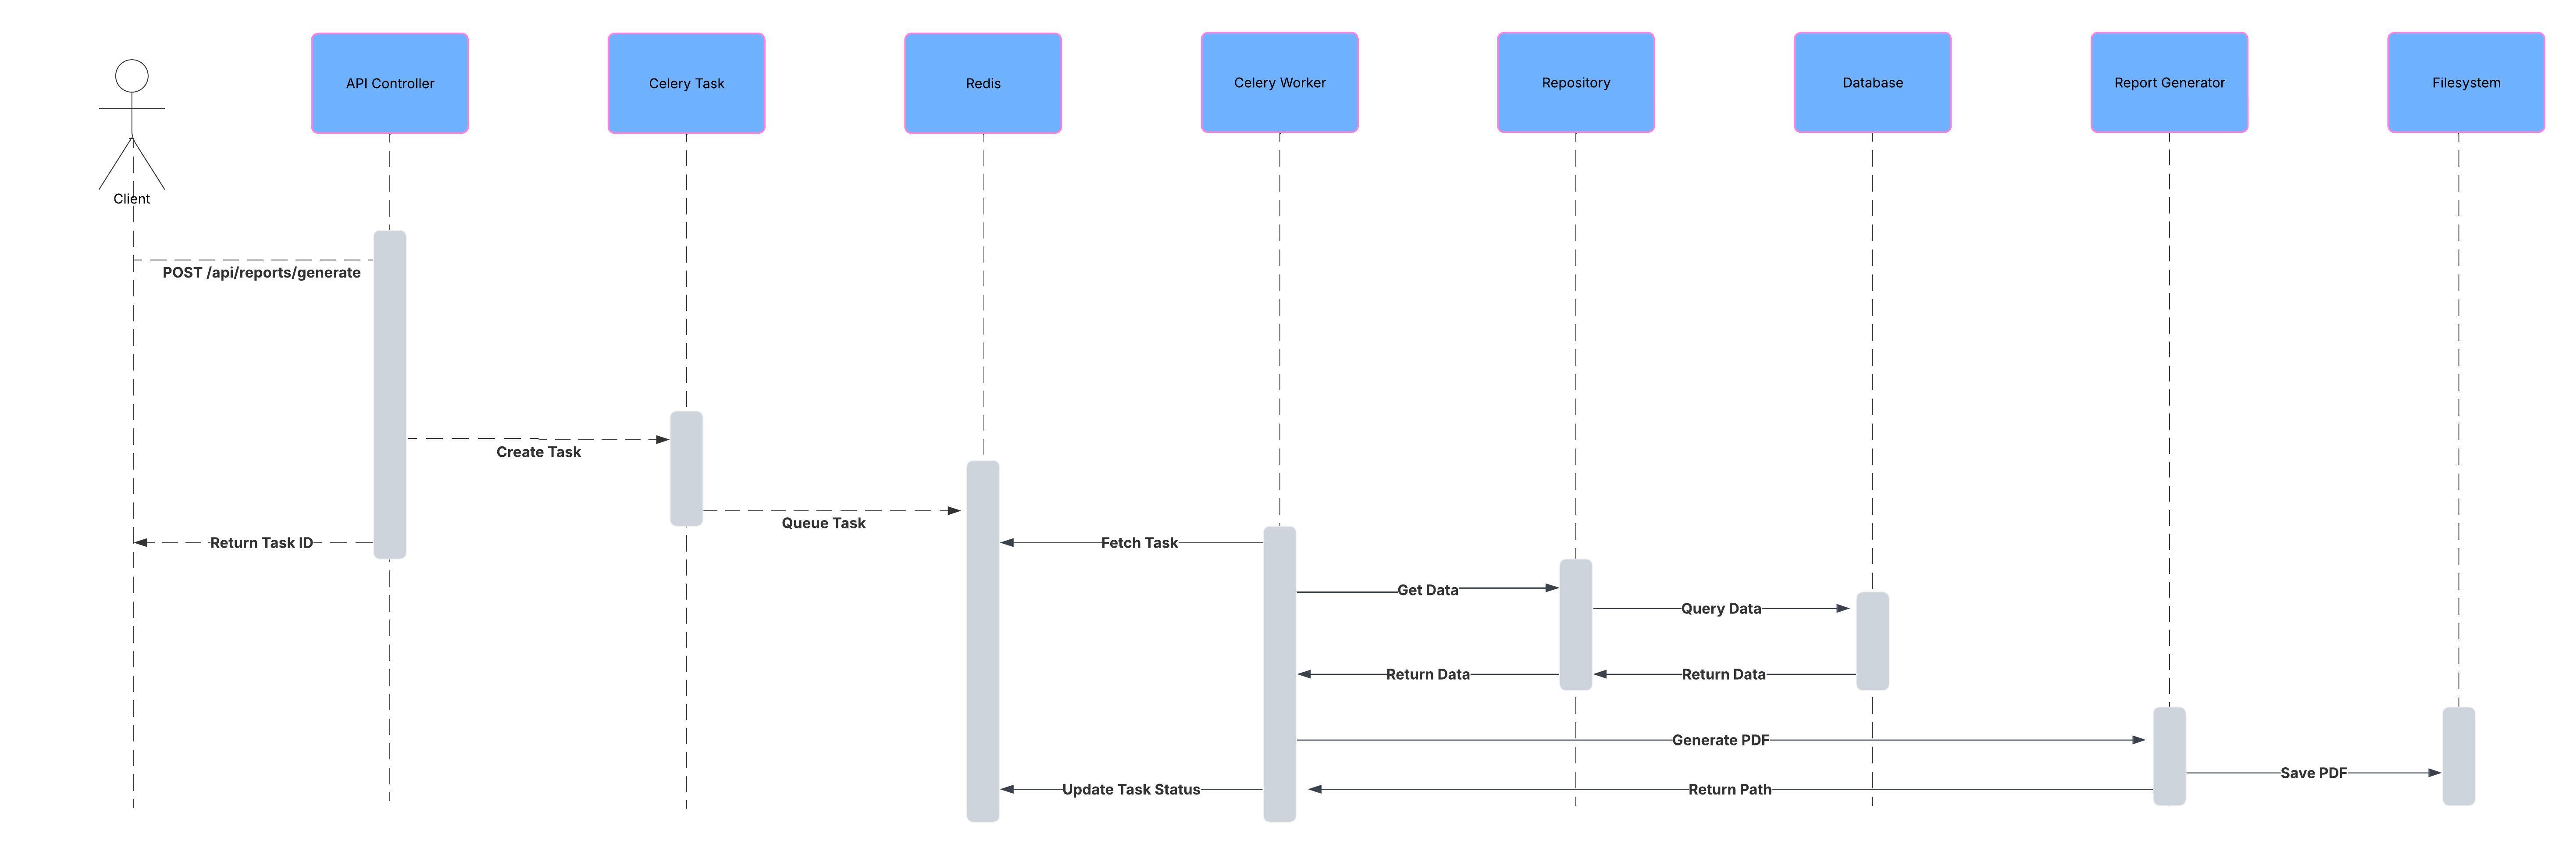 API Controller
Celery Task
Redis
Celery Worker
Repository
Database
Report Generator
Filesystem
Client
POST /api/reports/generate
Create Task
Queue Task
Return Task ID
Fetch Task
Get Data
Query Data
Return Data
Return Data
Generate PDF
Save PDF
Update Task Status
Return Path